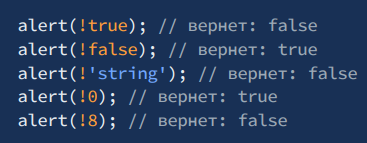 alert(!true); // вернет: false
alert(!false); // вернет: true
alert(!'string'); // вернет: false
alert(!0); // вернет: true
alert(!8); // вернет: false